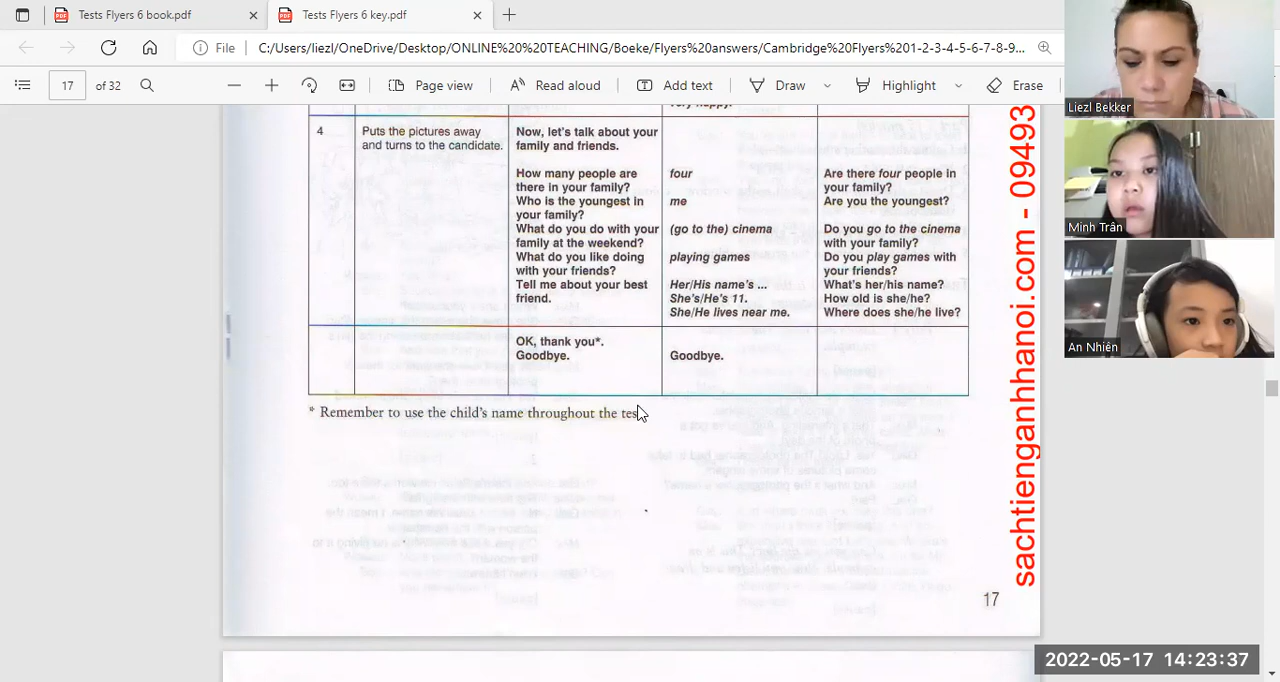 Tests Flyers 6 book.pdf
Tests Flyers 6 key.pdf
File
C:/Users/liezl/OneDrive/Desktop/ONLINE%20%20TEACHING/Boeke/Flyers%20answers/Cambridge%20Flyers%201-2-3-4-5-6-7-8-9...
17
of 32
Page view
Read aloud
Add text
Draw
Highlight
Erase
very happy.
4
Puts the pictures away
and turns to the candidate.
Now, let's talk about your
family and friends.
How many people are
there in your family?
Who is the youngest in
your family?
What do you do with your
family at the weekend?
What do you like doing
with your friends?
Tell me about your best
friend.
four
me
(go to the) cinema
playing games
Her/His name's ...
She's/He's 11.
She/He lives near me.
Are there four people in
your family?
Are you the youngest?
Do you go to the cinema
with your family?
Do you play games with
your friends?
What's her/his name?
How old is she/he?
Where does she/he live?
OK, thank you*.
Goodbye.
Goodbye.
* Remember to use the child's name throughout the
17
sachtienganhhanoi.com - 09493
Liezl Bekker
Minh Trân
An Nhiên
2022-05-17 14:23:37